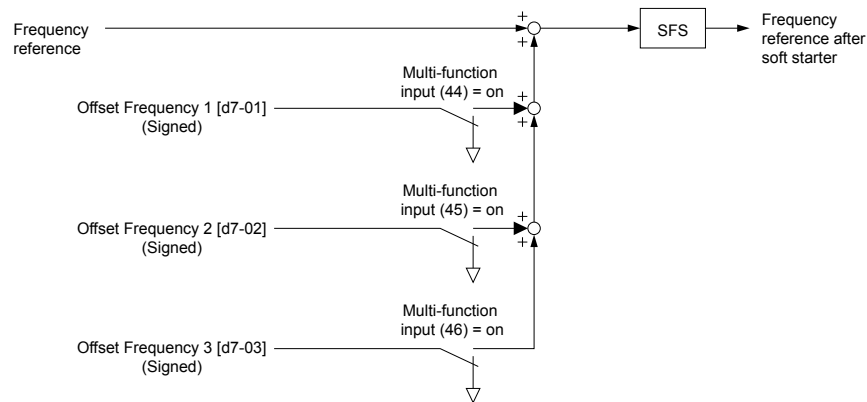 Frequency
reference
+
+
SFS
Frequency
reference after
soft starter
Multi-function
input (44) = on
Offset Frequency 1 [d7-01]
(Signed)
+
+
Multi-function
input (45) = on
Offset Frequency 2 [d7-02]
(Signed)
+
+
Multi-function
input (46) = on
Offset Frequency 3 [d7-03]
(Signed)